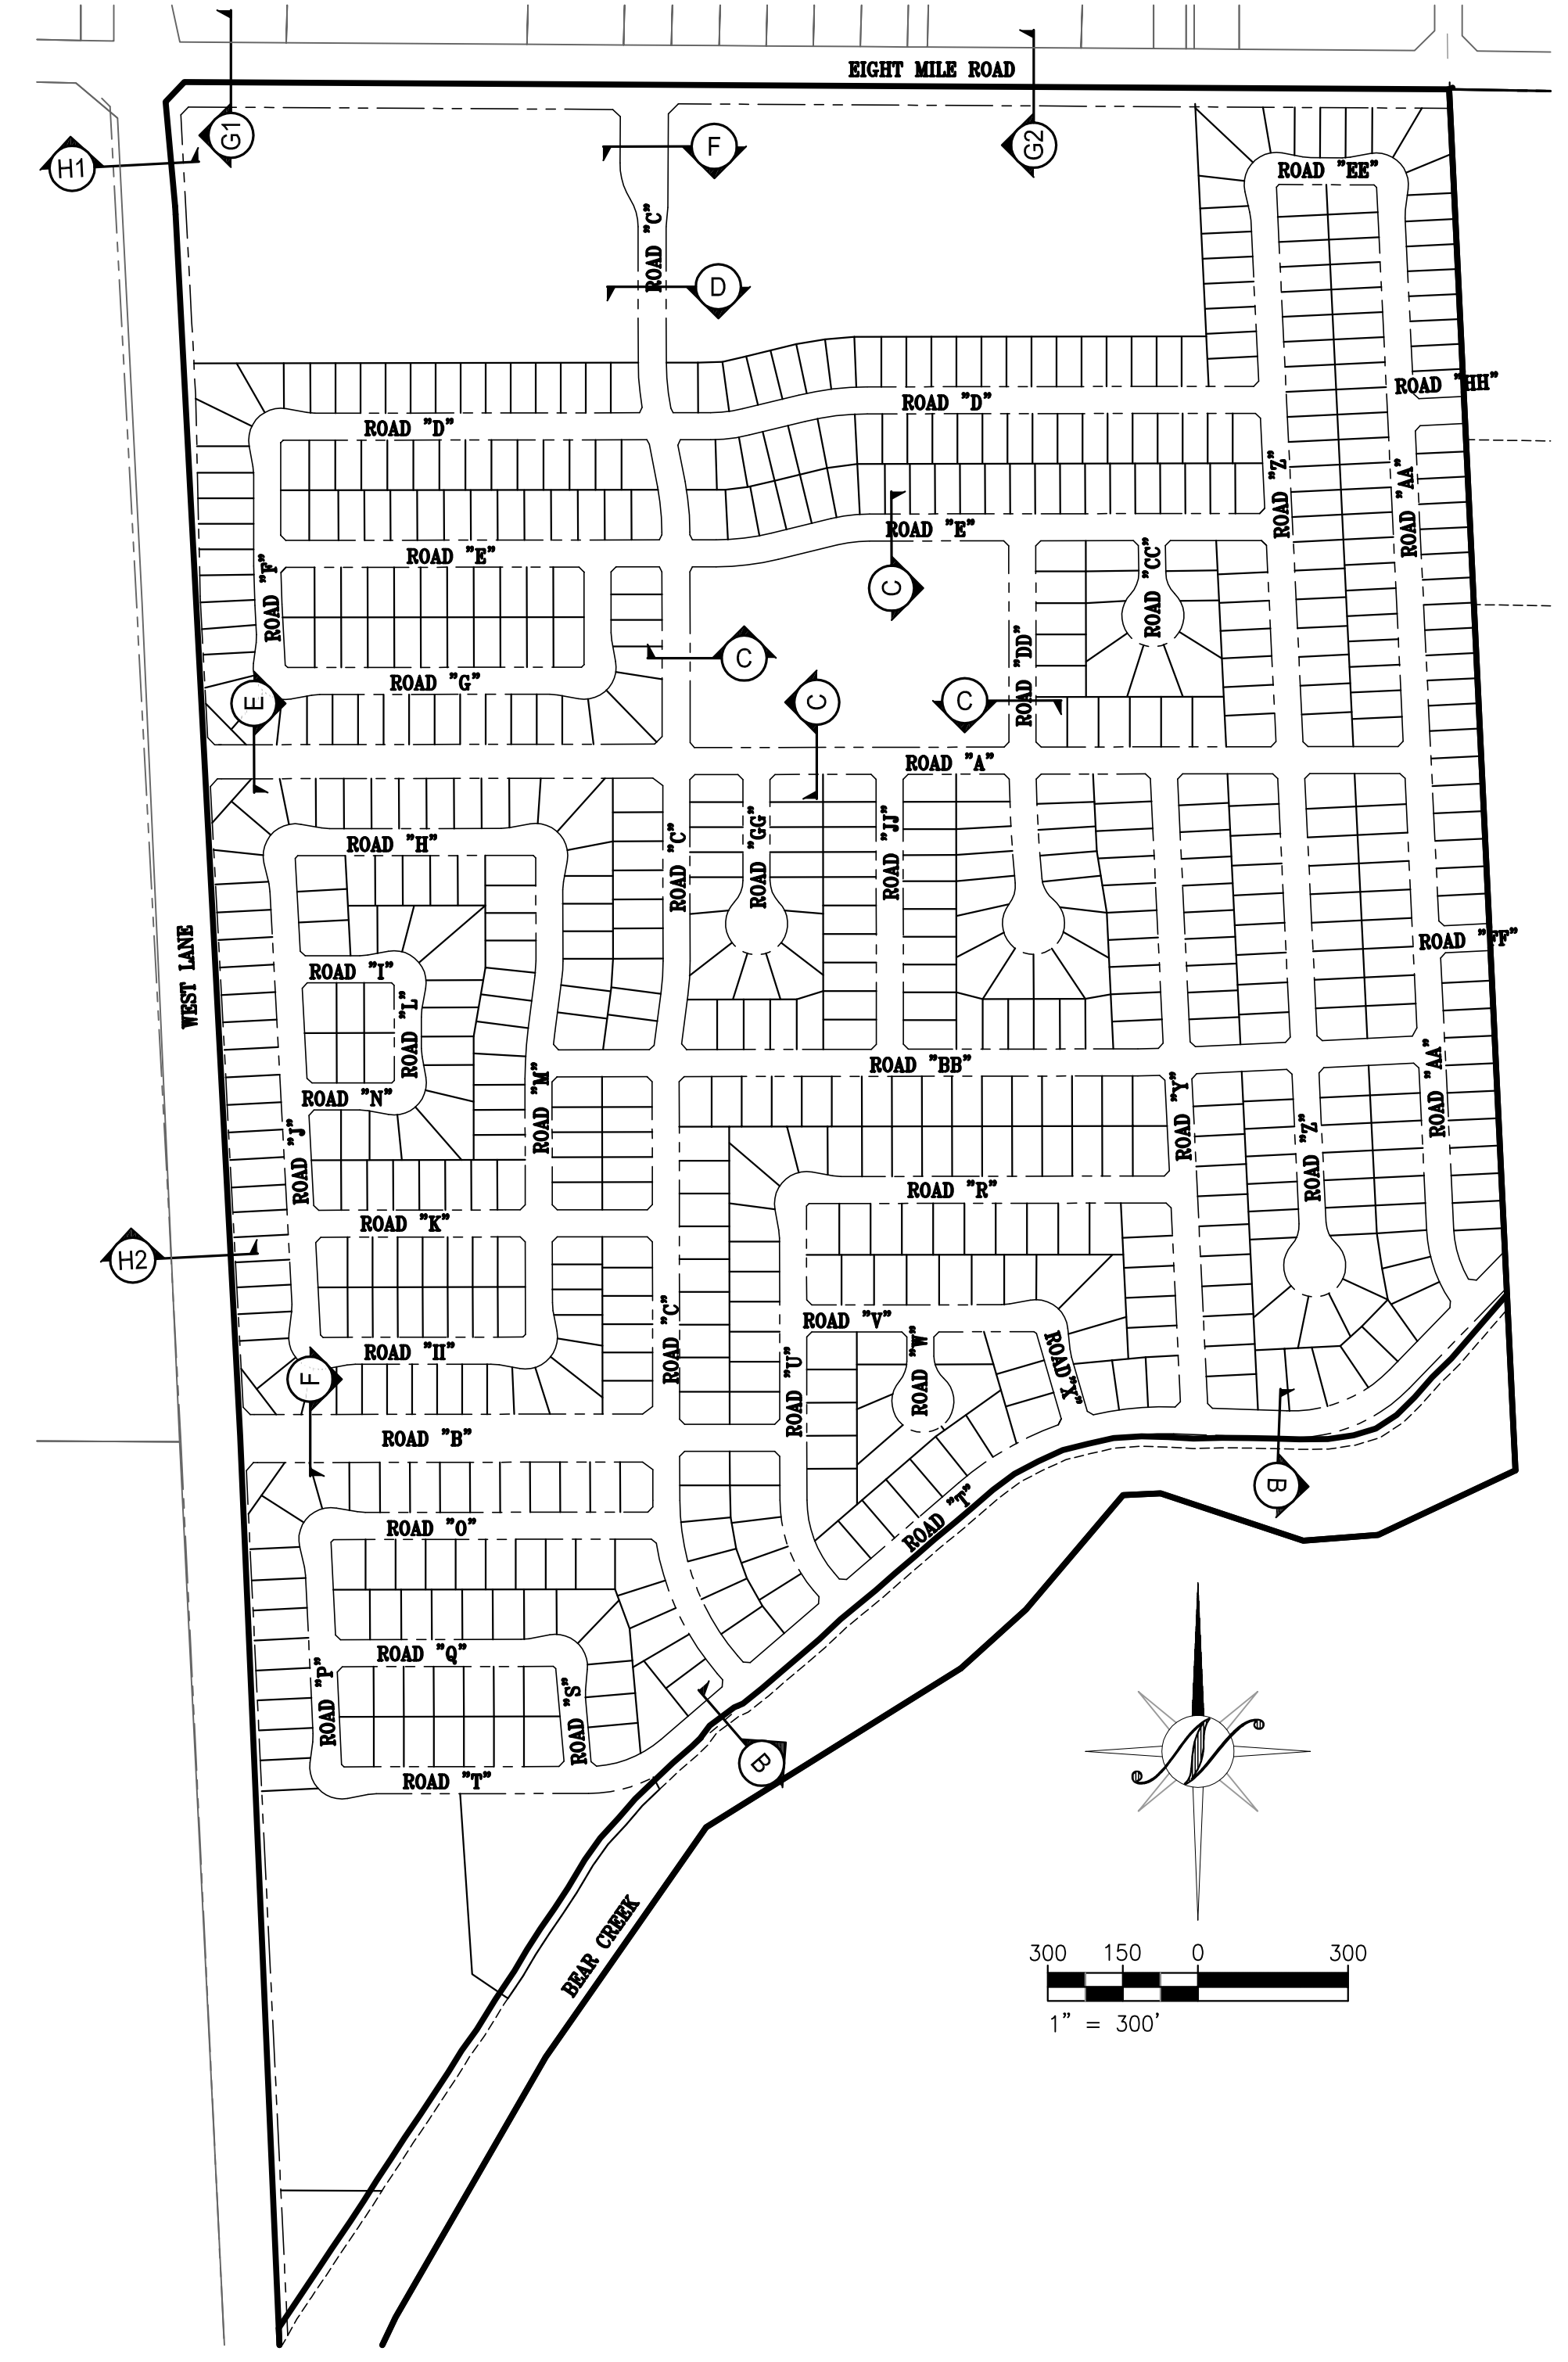 EIGHT MILE ROAD
G1
F
G2
H1
ROAD "EE"
ROAD "C"
D
ROAD "HH"
ROAD "D"
ROAD "D"
ROAD "Z"
ROAD "AA"
ROAD "E"
ROAD "E"
ROAD "F"
C
ROAD "CC"
C
ROAD "DD"
ROAD "G"
E
C
C
ROAD "A"
ROAD "H"
ROAD "C"
ROAD "GG"
ROAD "JJ"
ROAD "FF"
WEST LANE
ROAD "I"
ROAD "L"
ROAD "BB"
ROAD "N"
ROAD "M"
ROAD "Y"
ROAD "AA"
ROAD "J"
ROAD "Z"
ROAD "R"
ROAD "K"
H2
ROAD "C"
ROAD "V"
ROAD "II"
F
ROAD "U"
ROAD "W"
ROAD "X"
ROAD "B"
B
ROAD "O"
ROAD "T"
ROAD "Q"
ROAD "P"
ROAD "S"
B
ROAD "T"
BEAR CREEK
300 150 0 300
1" = 300'